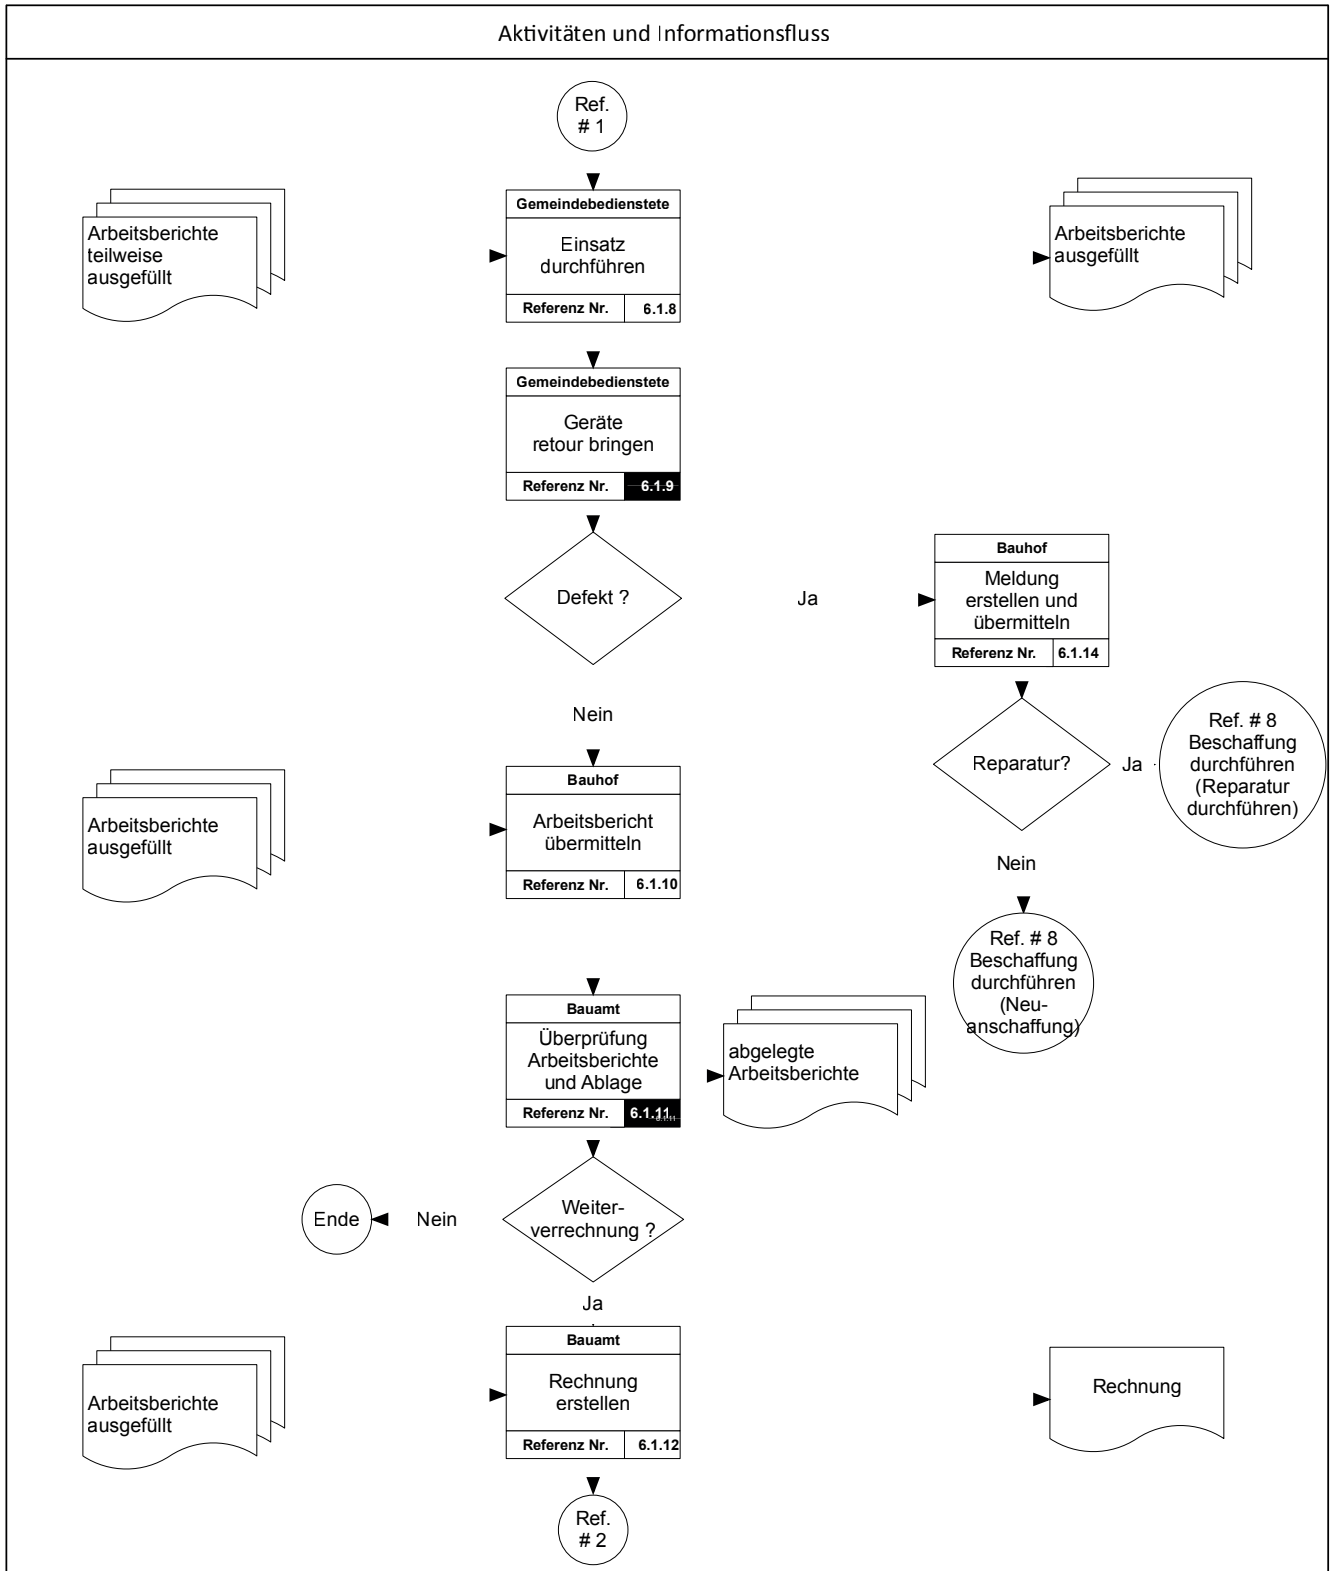 Aktivitäten und Informationsfluss
Ref.
# 1
Arbeitsberichte
teilweise
ausgefüllt
Gemeindebedienstete
Einsatz
durchführen
Referenz Nr. 6.1.8
Arbeitsberichte
ausgefüllt
Gemeindebedienstete
Geräte
retour bringen
Referenz Nr. 6.1.9
Defekt ?
Ja
Bauhof
Meldung
erstellen und
übermitteln
Referenz Nr. 6.1.14
Nein
Reparatur?
Ja
Ref. # 8
Beschaffung
durchführen
(Reparatur
durchführen)
Arbeitsberichte
ausgefüllt
Bauhof
Arbeitsbericht
übermitteln
Referenz Nr. 6.1.10
Nein
Ref. # 8
Beschaffung
durchführen
(Neu-
anschaffung)
Bauamt
Überprüfung
Arbeitsberichte
und Ablage
Referenz Nr. 6.1.11
6.1.11
abgelegte
Arbeitsberichte
Ende
Nein
Weiter-
verrechnung ?
Ja
Arbeitsberichte
ausgefüllt
Bauamt
Rechnung
erstellen
Referenz Nr. 6.1.12
Rechnung
Ref.
# 2